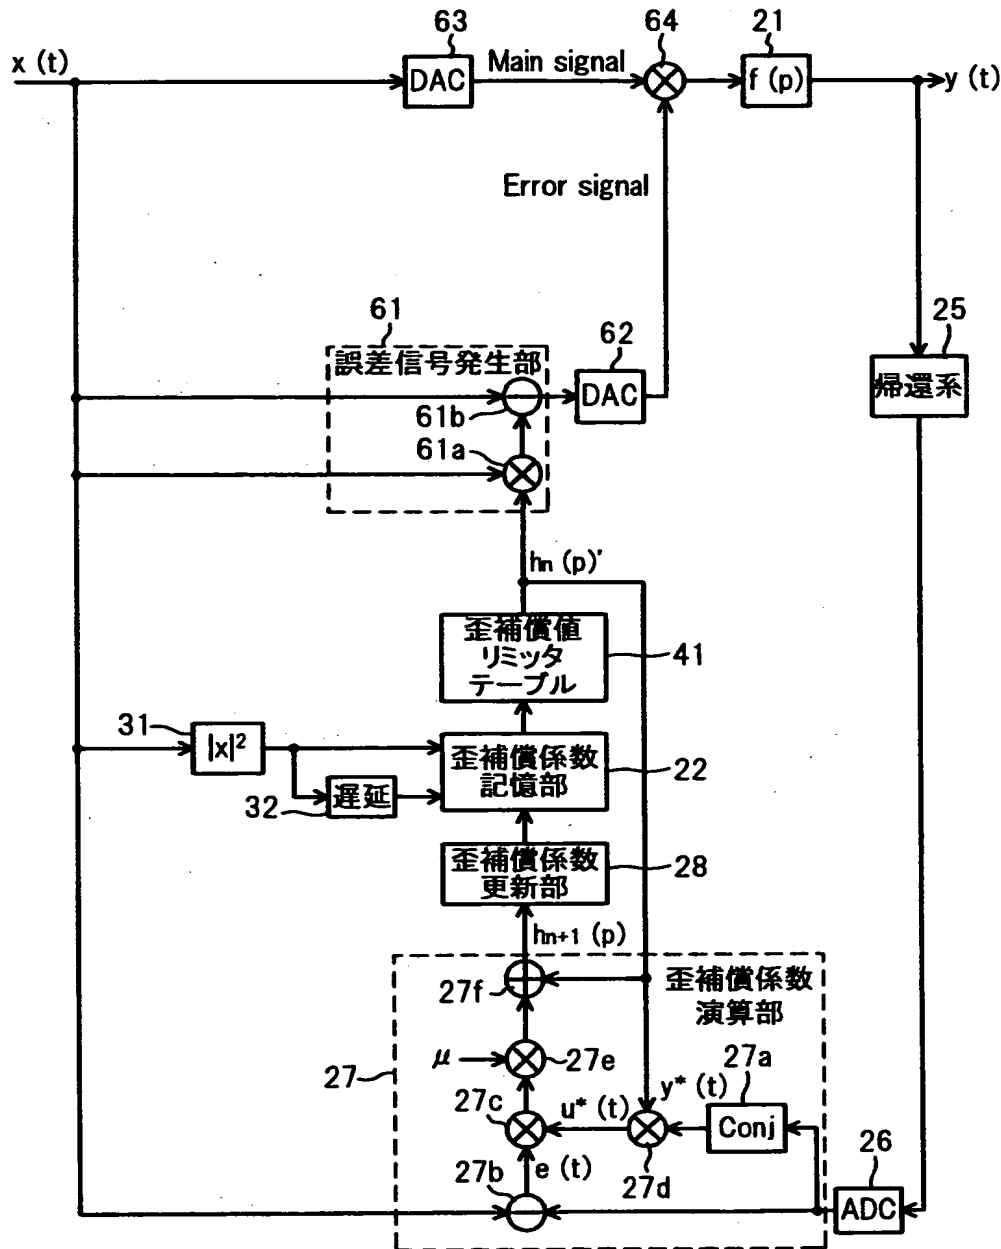 63
64
21
x (t)
DAC
Main signal
f (p)
y (t)
Error signal
61
62
25
誤差信号発生部
DAC
帰還系
61b
61a
hn (p)'
歪補償値
リミッタ
テーブル
41
31
|x|²
歪補償係数
記憶部
22
32
遅延
歪補償係数
更新部
28
hn+1 (p)
27f
歪補償係数
演算部
27
μ
27e
27a
27c
u* (t)
y* (t)
Conj
27b
e (t)
27d
26
ADC